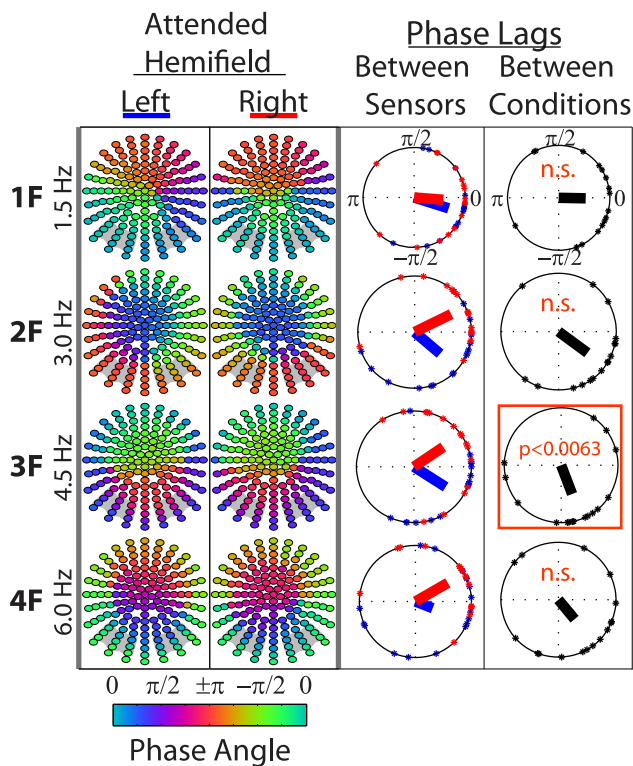 Attended
Hemifield
Left Right
Phase Lags
Between Between
Sensors Conditions
1F 1.5 Hz
π/2 π/2
n.s.
π 0 π 0
−π/2 −π/2
2F 3.0 Hz
n.s.
3F 4.5 Hz
p<0.0063
4F 6.0 Hz
n.s.
0 π/2 ±π −π/2 0
Phase Angle